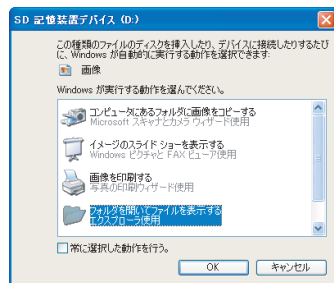 SD 記憶装置デバイス (D:)
この種類のファイルのディスクを挿入したり、デバイスに接続したりするたび
に、Windows が自動的に実行する動作を選択できます:
画像
Windows が実行する動作を選んでください。
コンピュータにあるフォルダに画像をコピーする
Microsoft スキャナとカメラ ウィザード使用
イメージのスライド ショーを表示する
Windows ピクチャと FAX ビューア使用
画像を印刷する
写真の印刷ウィザード使用
フォルダを開いてファイルを表示する
エクスプローラ使用
常に選択した動作を行う。
OK
キャンセル